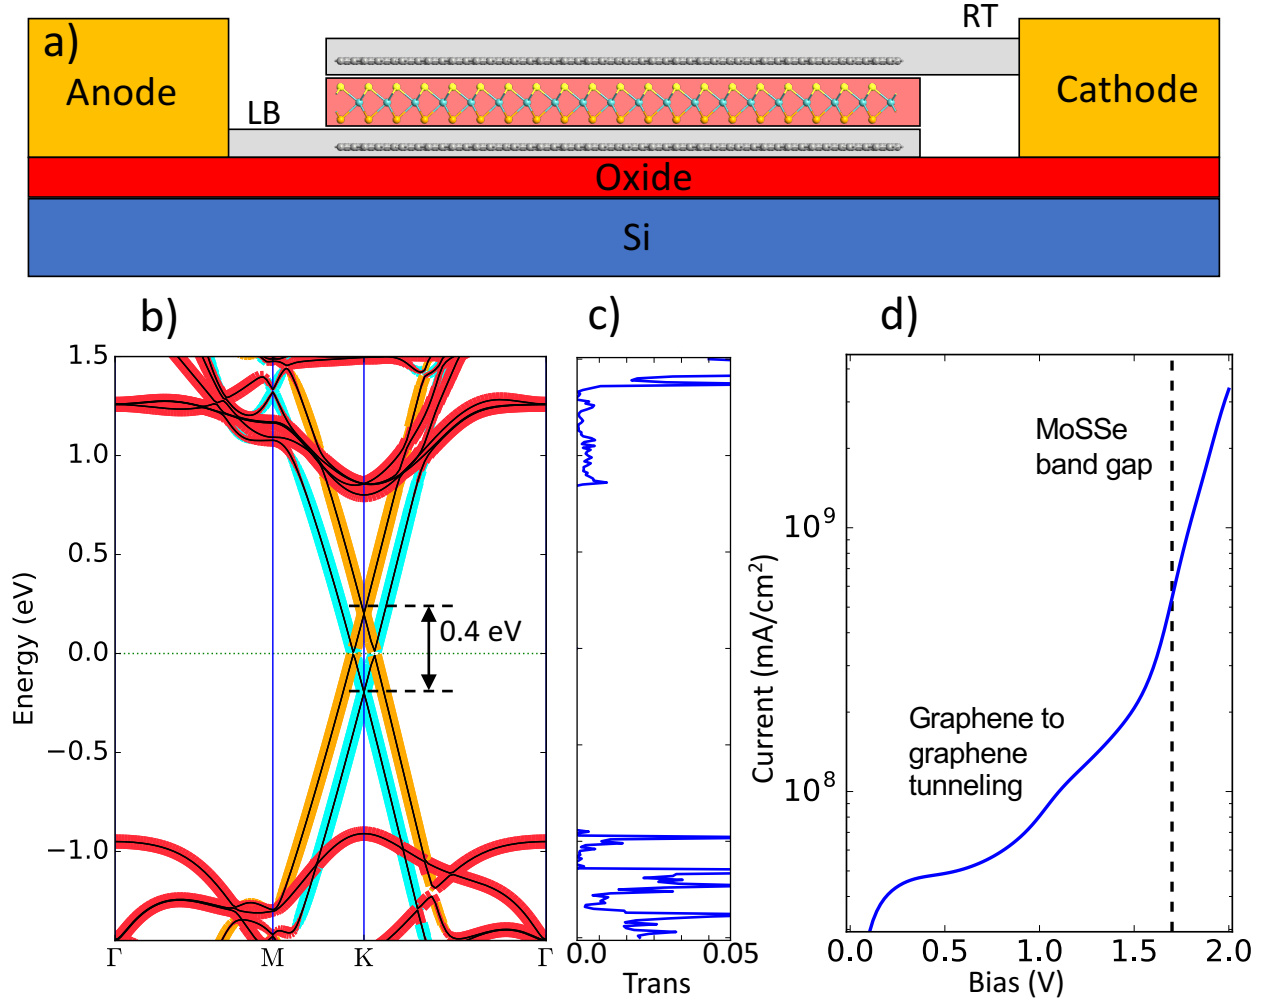 a)
RT
Anode
Cathode
LB
Oxide
Si
b)
c)
d)
1.5
1.0
0.5
0.0
−0.5
−1.0
Energy (eV)
0.4 eV
Γ
M
K
Γ
0.0
0.05
Trans
MoSSe
band gap
Graphene to
graphene
tunneling
10⁹
10⁸
Current (mA/cm²)
0.0
0.5
1.0
1.5
2.0
Bias (V)